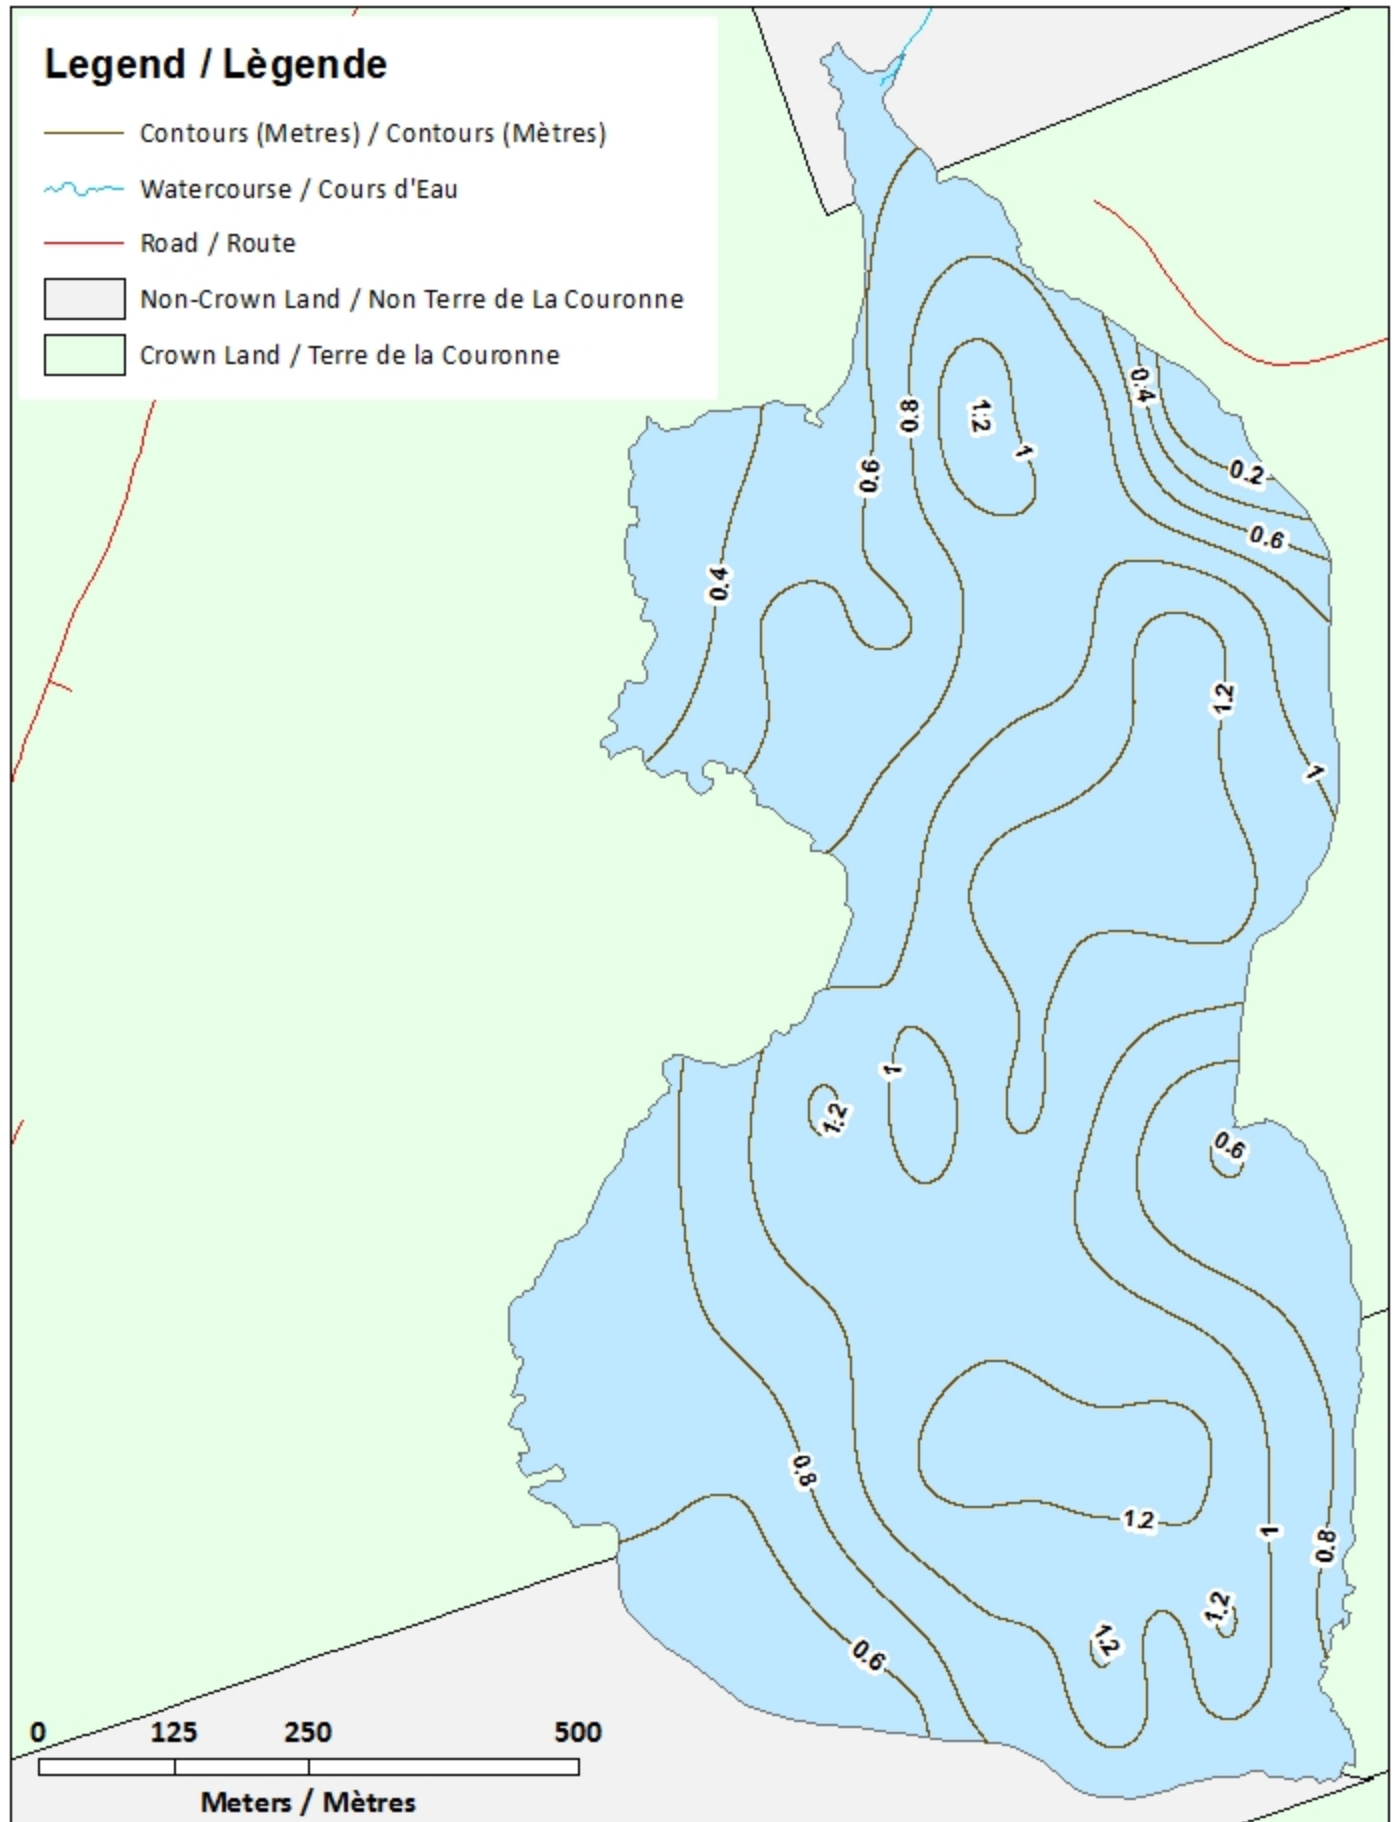 Legend / Lègende
Contours (Metres) / Contours (Mètres)
Watercourse / Cours d'Eau
Road / Route
Non-Crown Land / Non Terre de La Couronne
Crown Land / Terre de la Couronne
0.4
0.8
1.2
1
0.6
0.2
0.6
0.4
1.2
1
1
1.2
0.6
0.8
1.2
1
0.8
1.2
1.2
0.6
0 125 250 500
Meters / Mètres